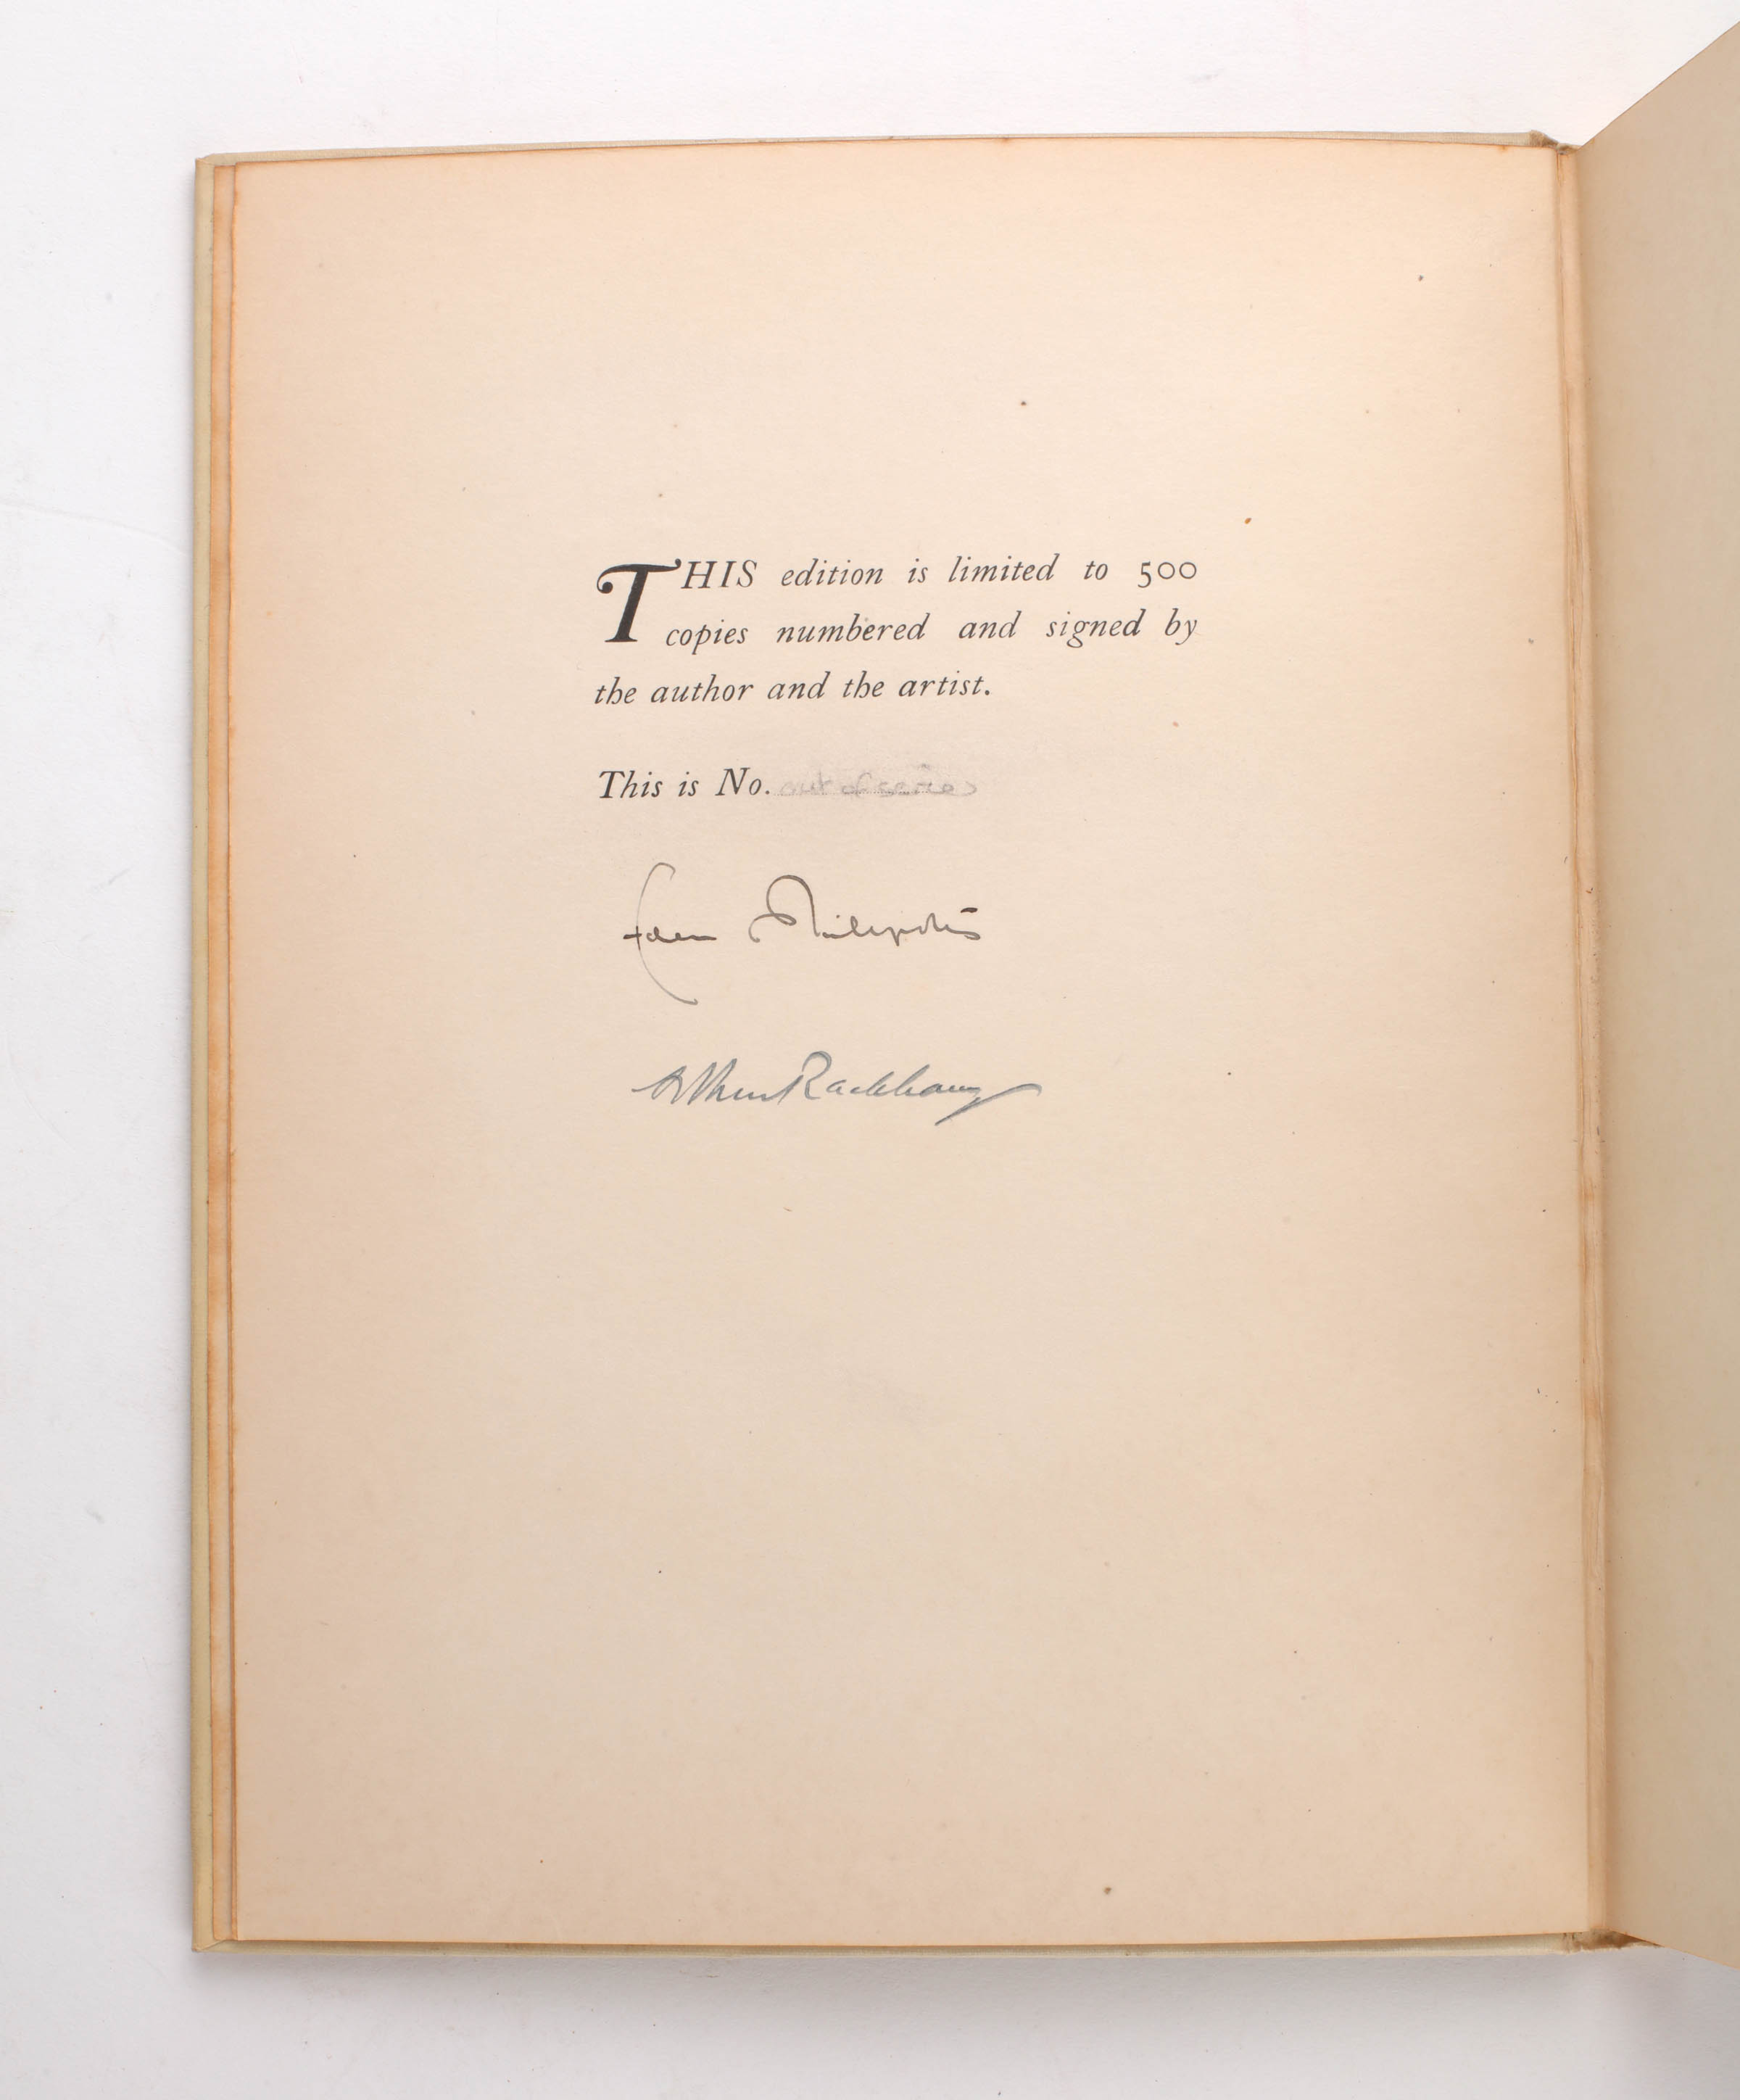 THIS edition is limited to 500
copies numbered and signed by
the author and the artist.
This is No. out of series
Eden Phillpotts
Arthur Rackham